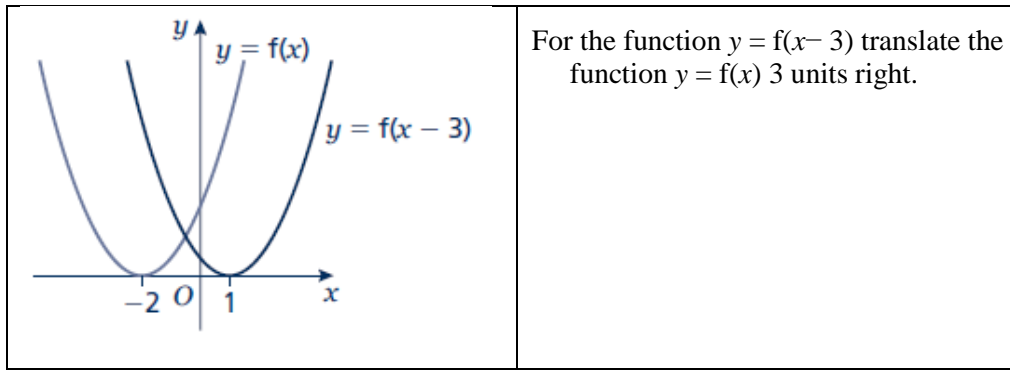 y
y = f(x)
y = f(x – 3)
–2 O 1 x
For the function y = f(x− 3) translate the
function y = f(x) 3 units right.